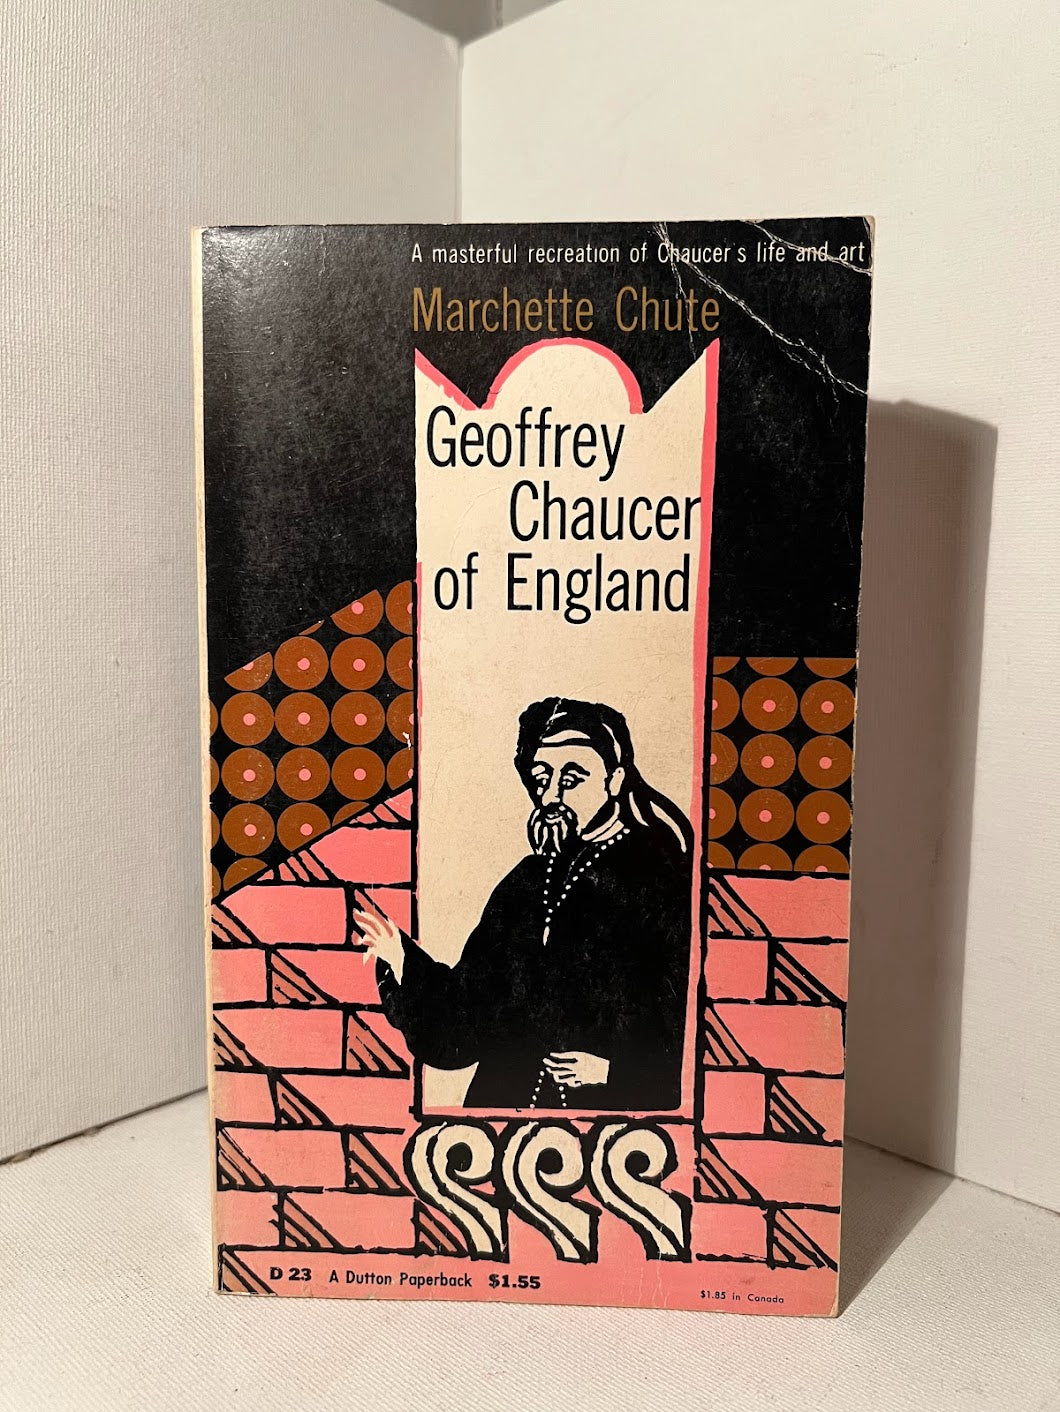 A masterful recreation of Chaucer's life and art
Marchette Chute
Geoffrey
Chaucer
of England
D 23 A Dutton Paperback $1.55
$1.85 in Canada